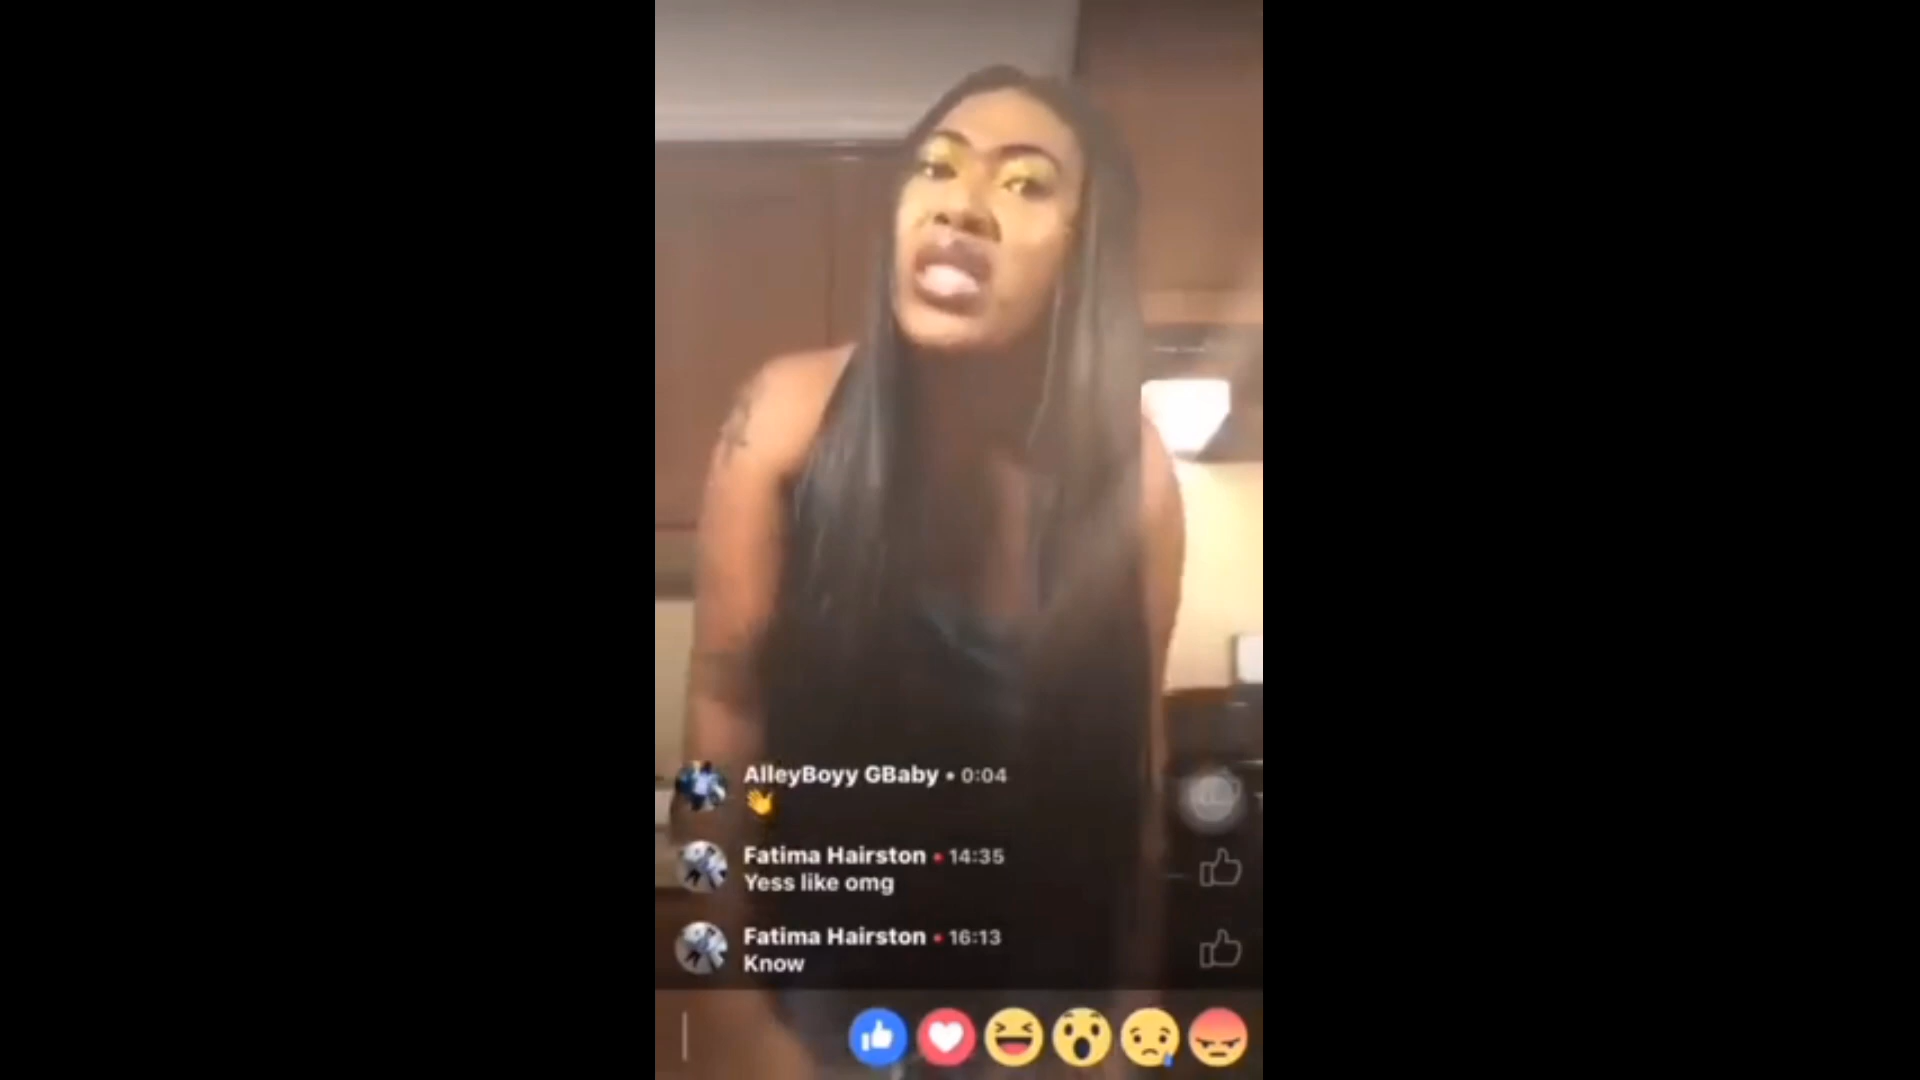 AlleyBoyy GBaby • 0:04
👋
Fatima Hairston • 14:35
Yess like omg
Fatima Hairston • 16:13
Know